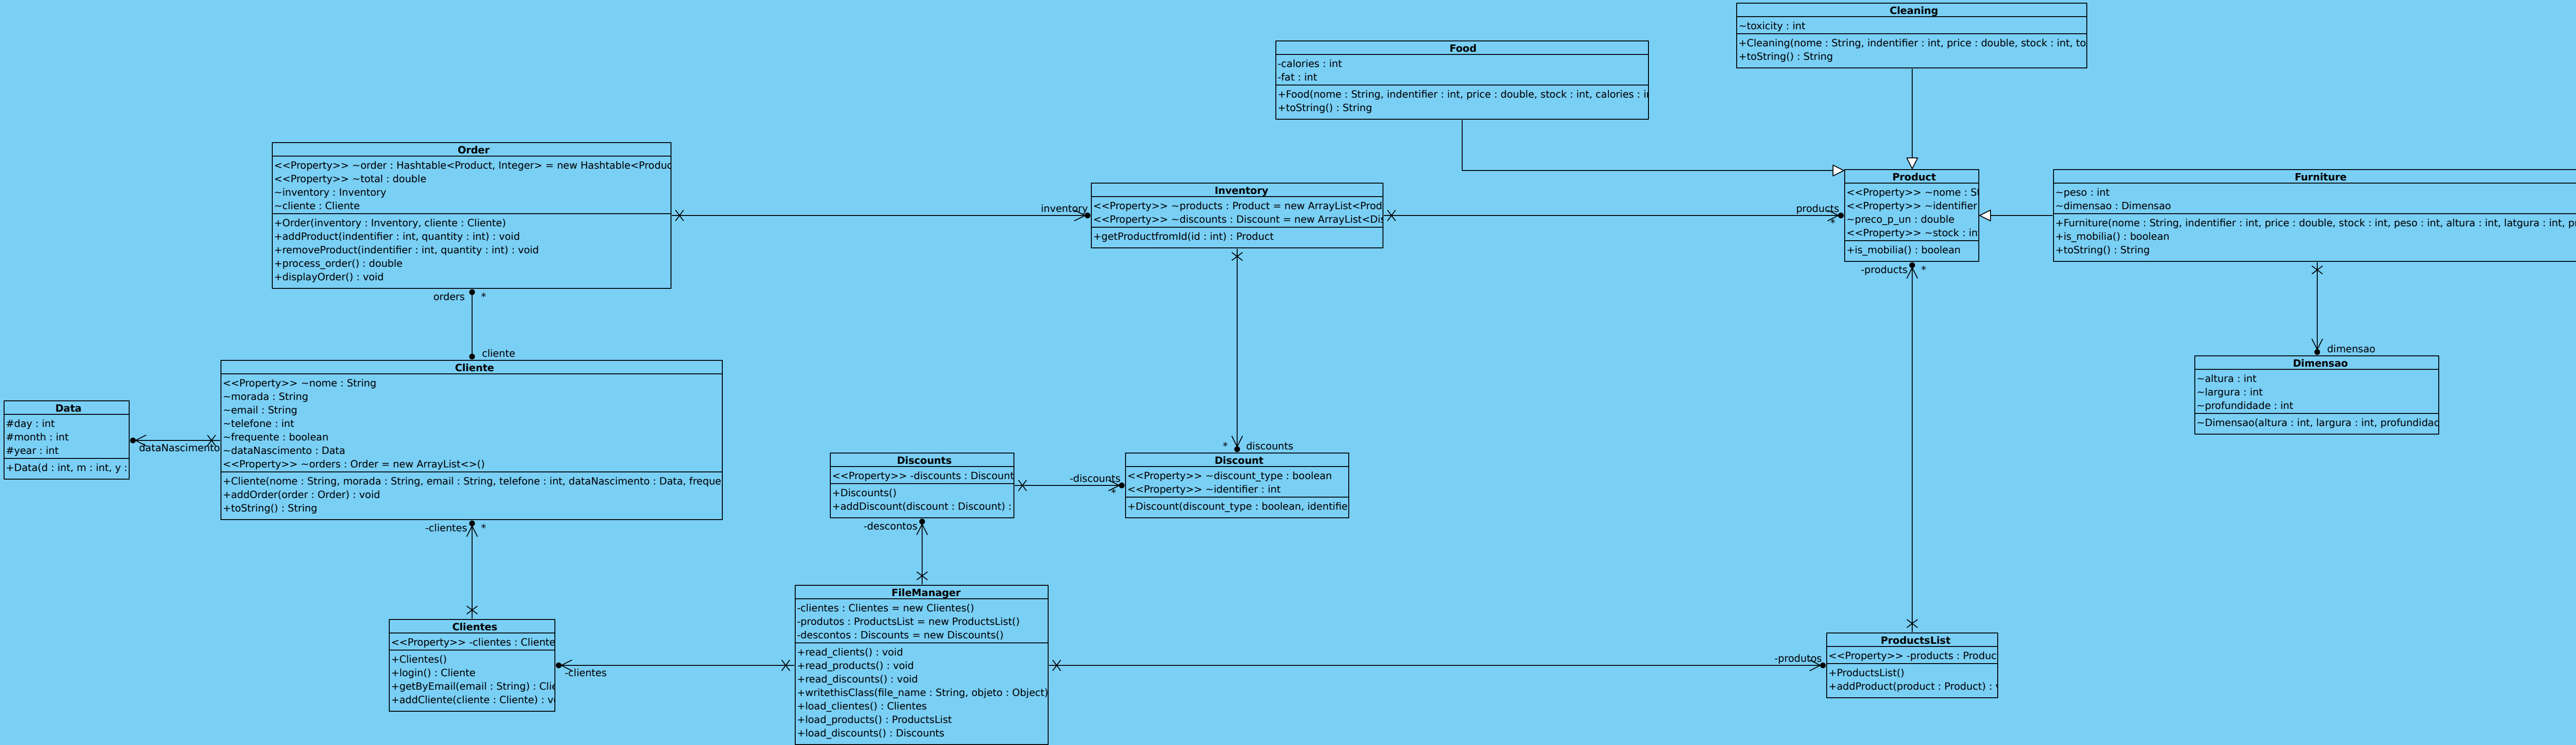 Cleaning
~toxicity : int
+Cleaning(nome : String, indentifier : int, price : double, stock : int, to
+toString() : String
Food
-calories : int
-fat : int
+Food(nome : String, indentifier : int, price : double, stock : int, calories : i
+toString() : String
Order
<<Property>> ~order : Hashtable<Product, Integer> = new Hashtable<Produc
<<Property>> ~total : double
~inventory : Inventory
~cliente : Cliente
+Order(inventory : Inventory, cliente : Cliente)
+addProduct(indentifier : int, quantity : int) : void
+removeProduct(indentifier : int, quantity : int) : void
+process_order() : double
+displayOrder() : void
inventory
Inventory
<<Property>> ~products : Product = new ArrayList<Prod
<<Property>> ~discounts : Discount = new ArrayList<Dis
+getProductfromId(id : int) : Product
products
*
Product
<<Property>> ~nome : St
<<Property>> ~identifier
~preco_p_un : double
<<Property>> ~stock : in
+is_mobilia() : boolean
Furniture
~peso : int
~dimensao : Dimensao
+Furniture(nome : String, indentifier : int, price : double, stock : int, peso : int, altura : int, latgura : int, p
+is_mobilia() : boolean
+toString() : String
-products *
orders *
cliente
dimensao
Dimensao
~altura : int
~largura : int
~profundidade : int
~Dimensao(altura : int, largura : int, profundidad
Cliente
<<Property>> ~nome : String
~morada : String
~email : String
~telefone : int
~frequente : boolean
~dataNascimento : Data
<<Property>> ~orders : Order = new ArrayList<>()
+Cliente(nome : String, morada : String, email : String, telefone : int, dataNascimento : Data, freque
+addOrder(order : Order) : void
+toString() : String
Data
#day : int
#month : int
#year : int
+Data(d : int, m : int, y :
dataNascimento
* discounts
Discounts
<<Property>> -discounts : Discount
+Discounts()
+addDiscount(discount : Discount) :
-discounts
*
Discount
<<Property>> ~discount_type : boolean
<<Property>> ~identifier : int
+Discount(discount_type : boolean, identifie
-clientes *
-descontos
FileManager
-clientes : Clientes = new Clientes()
-produtos : ProductsList = new ProductsList()
-descontos : Discounts = new Discounts()
+read_clients() : void
+read_products() : void
+read_discounts() : void
+writethisClass(file_name : String, objeto : Object)
+load_clientes() : Clientes
+load_products() : ProductsList
+load_discounts() : Discounts
Clientes
<<Property>> -clientes : Cliente
+Clientes()
+login() : Cliente
+getByEmail(email : String) : Clie
+addCliente(cliente : Cliente) : v
-clientes
-produtos
ProductsList
<<Property>> -products : Produc
+ProductsList()
+addProduct(product : Product) :